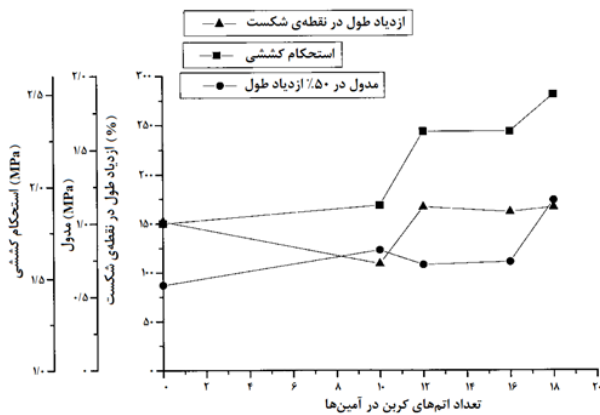 ازدیاد طول در نقطه‌ی شکست
استحکام کششی
مدول در ۵۰٪ ازدیاد طول
استحکام کششی (MPa)
۲/۵
۲/۰
۱/۵
۱/۰
مدول (MPa)
۲/۰
۱/۵
۱/۰
۰/۵
۰
ازدیاد طول در نقطه‌ی شکست (%)
۳۰۰
۲۵۰
۲۰۰
۱۵۰
۱۰۰
۵۰
۰ ۲ ۴ ۶ ۸ ۱۰ ۱۲ ۱۴ ۱۶ ۱۸ ۲۰
تعداد اتم‌های کربن در آمین‌ها